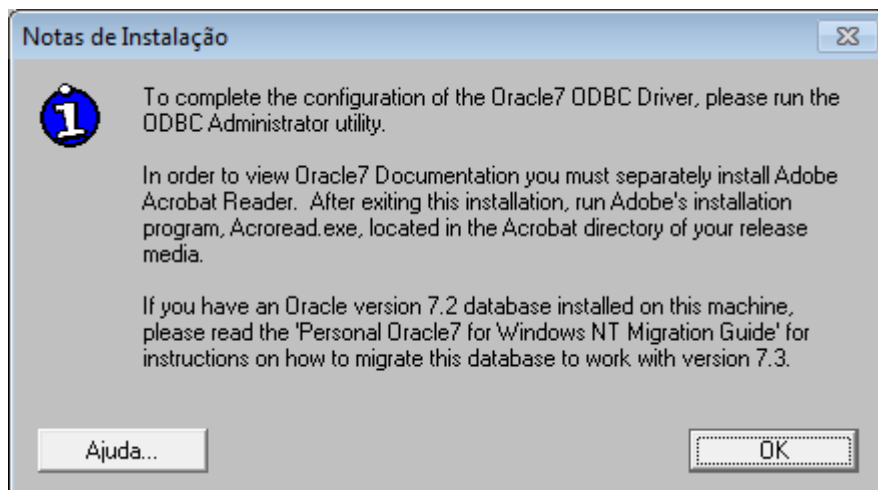 Notas de Instalação
To complete the configuration of the Oracle7 ODBC Driver, please run the
ODBC Administrator utility.
In order to view Oracle7 Documentation you must separately install Adobe
Acrobat Reader.  After exiting this installation, run Adobe's installation
program, Acroread.exe, located in the Acrobat directory of your release
media.
If you have an Oracle version 7.2 database installed on this machine,
please read the 'Personal Oracle7 for Windows NT Migration Guide' for
instructions on how to migrate this database to work with version 7.3.
Ajuda...
OK